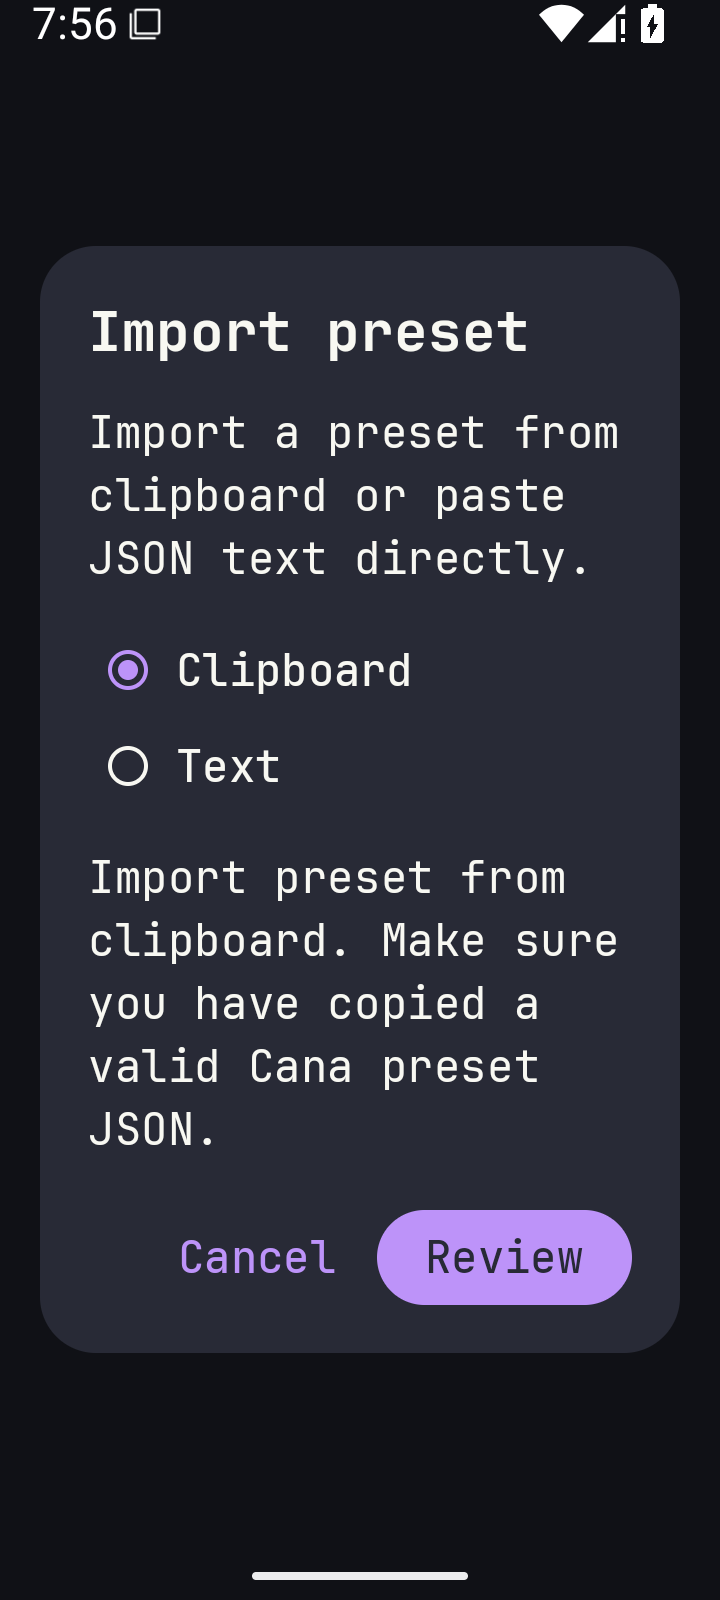 7:56
Import preset
Import a preset from
clipboard or paste
JSON text directly.
Clipboard
Text
Import preset from
clipboard. Make sure
you have copied a
valid Cana preset
JSON.
Cancel
Review